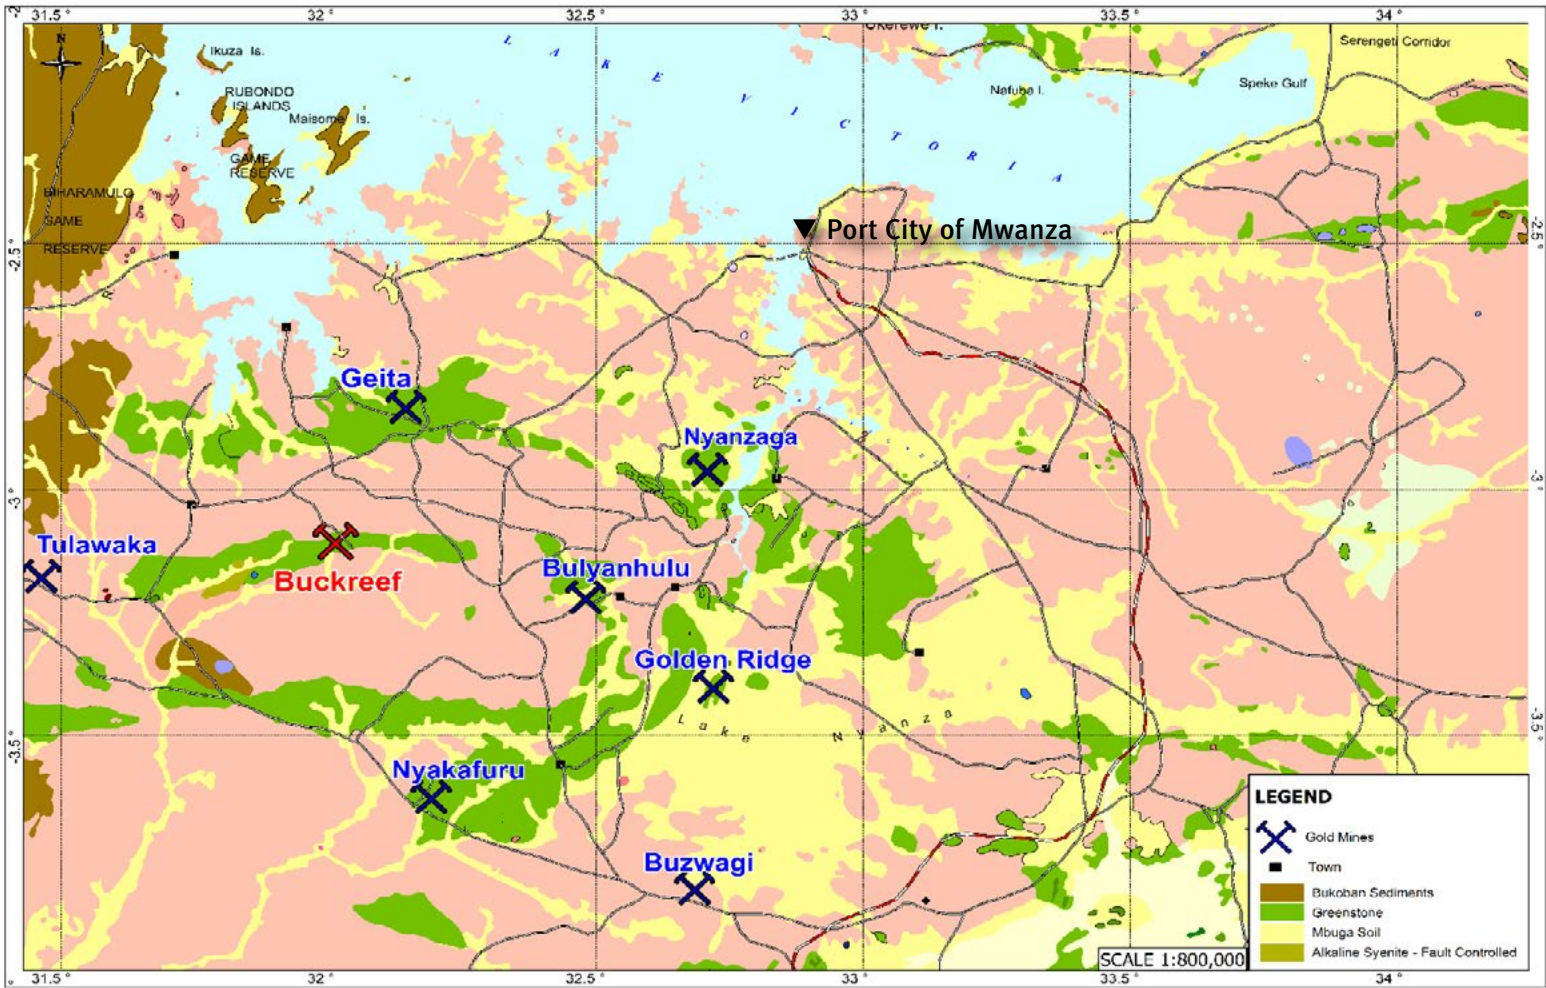 31.5°
32°
32.5°
33°
33.5°
34°
N
Ikuza Is.
RUBONDO
ISLANDS
Maisome Is.
GAME
RESERVE
LAKE VICTORIA
Ukerewe I.
Nafuba I.
Speke Gulf
Serengeti Corridor
BIHARAMULO
GAME
RESERVE
-2.5°
-2.5°
Port City of Mwanza
Geita
Nyanzaga
-3°
-3°
Tulawaka
Buckreef
Bulyanhulu
Golden Ridge
Lake Nyanza
-3.5°
-3.5°
Nyakafuru
Buzwagi
LEGEND
Gold Mines
Town
Bukoban Sediments
Greenstone
Mbuga Soil
Alkaline Syenite - Fault Controlled
SCALE 1:800,000
31.5°
32°
32.5°
33°
33.5°
34°